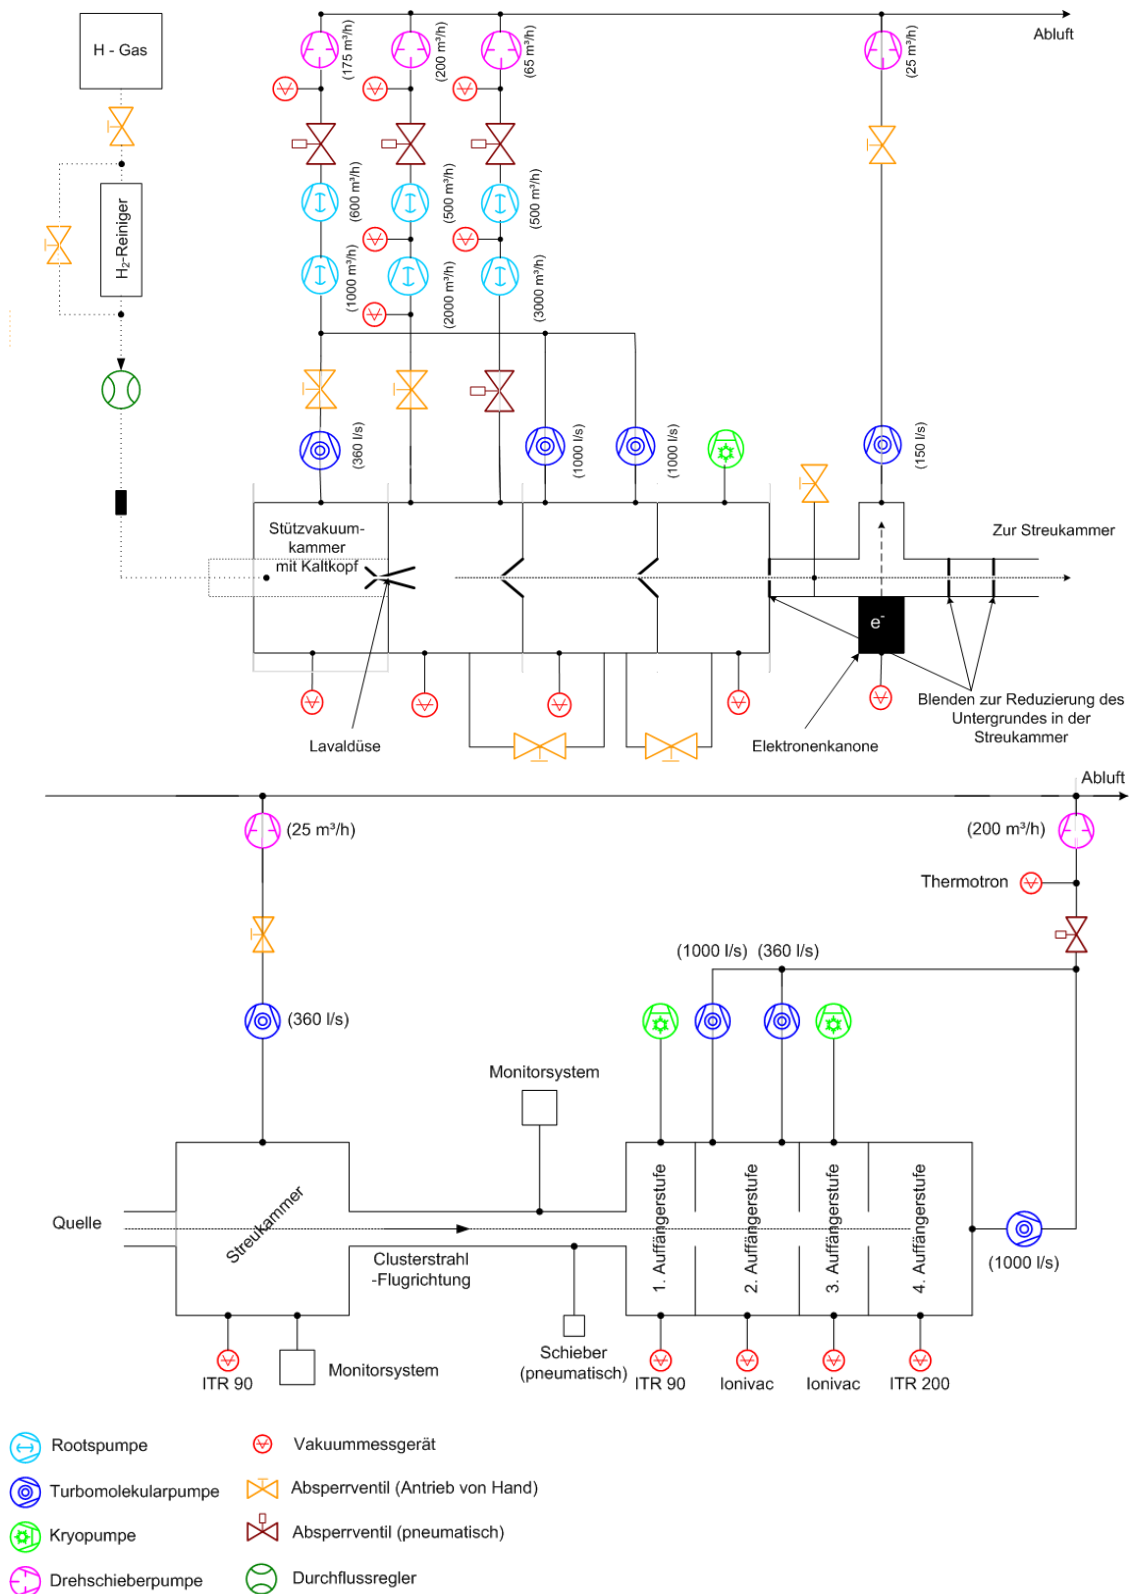 H - Gas
Abluft
(175 m³/h)
(200 m³/h)
(65 m³/h)
(25 m³/h)
H₂-Reiniger
(600 m³/h)
(500 m³/h)
(500 m³/h)
(1000 m³/h)
(2000 m³/h)
(3000 m³/h)
(360 l/s)
(1000 l/s)
(1000 l/s)
(150 l/s)
Stützvakuum-
kammer
mit Kaltkopf
Zur Streukammer
e⁻
Lavaldüse
Elektronenkanone
Blenden zur Reduzierung des
Untergrundes in der
Streukammer
Abluft
(25 m³/h)
(200 m³/h)
Thermotron
(1000 l/s)
(360 l/s)
(360 l/s)
Monitorsystem
Quelle
Streukammer
Clusterstrahl
-Flugrichtung
1. Auffängerstufe
2. Auffängerstufe
3. Auffängerstufe
4. Auffängerstufe
(1000 l/s)
Schieber
(pneumatisch)
ITR 90
Monitorsystem
ITR 90
Ionivac
Ionivac
ITR 200
Rootspumpe
Vakuummessgerät
Turbomolekularpumpe
Absperrventil (Antrieb von Hand)
Kryopumpe
Absperrventil (pneumatisch)
Drehschieberpumpe
Durchflussregler